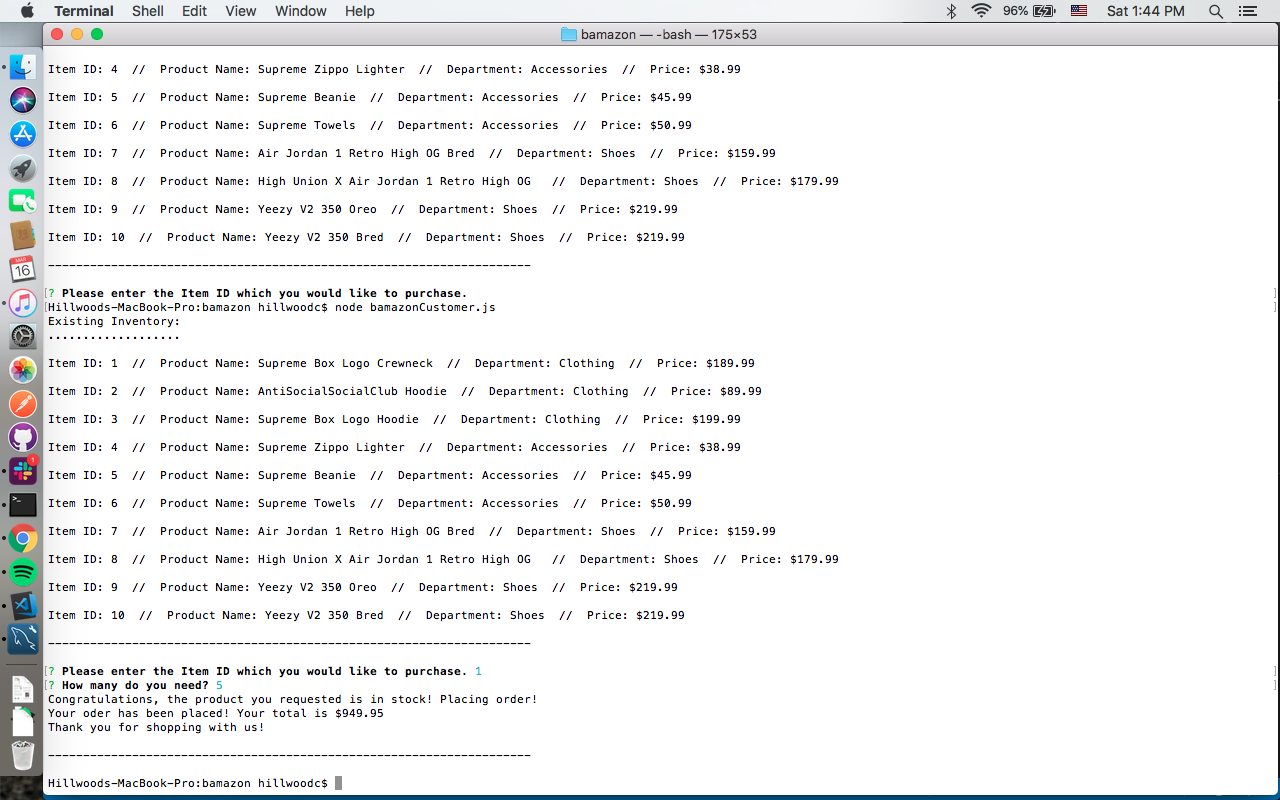 Terminal Shell Edit View Window Help 96% Sat 1:44 PM
bamazon — -bash — 175×53
Item ID: 4  //  Product Name: Supreme Zippo Lighter  //  Department: Accessories  //  Price: $38.99
Item ID: 5  //  Product Name: Supreme Beanie  //  Department: Accessories  //  Price: $45.99
Item ID: 6  //  Product Name: Supreme Towels  //  Department: Accessories  //  Price: $50.99
Item ID: 7  //  Product Name: Air Jordan 1 Retro High OG Bred  //  Department: Shoes  //  Price: $159.99
Item ID: 8  //  Product Name: High Union X Air Jordan 1 Retro High OG   //  Department: Shoes  //  Price: $179.99
Item ID: 9  //  Product Name: Yeezy V2 350 Oreo  //  Department: Shoes  //  Price: $219.99
Item ID: 10  //  Product Name: Yeezy V2 350 Bred  //  Department: Shoes  //  Price: $219.99
---------------------------------------------------------------------
[? Please enter the Item ID which you would like to purchase. ]
[Hillwoods-MacBook-Pro:bamazon hillwoodc$ node bamazonCustomer.js ]
Existing Inventory:
...................
Item ID: 1  //  Product Name: Supreme Box Logo Crewneck  //  Department: Clothing  //  Price: $189.99
Item ID: 2  //  Product Name: AntiSocialSocialClub Hoodie  //  Department: Clothing  //  Price: $89.99
Item ID: 3  //  Product Name: Supreme Box Logo Hoodie  //  Department: Clothing  //  Price: $199.99
Item ID: 4  //  Product Name: Supreme Zippo Lighter  //  Department: Accessories  //  Price: $38.99
Item ID: 5  //  Product Name: Supreme Beanie  //  Department: Accessories  //  Price: $45.99
Item ID: 6  //  Product Name: Supreme Towels  //  Department: Accessories  //  Price: $50.99
Item ID: 7  //  Product Name: Air Jordan 1 Retro High OG Bred  //  Department: Shoes  //  Price: $159.99
Item ID: 8  //  Product Name: High Union X Air Jordan 1 Retro High OG   //  Department: Shoes  //  Price: $179.99
Item ID: 9  //  Product Name: Yeezy V2 350 Oreo  //  Department: Shoes  //  Price: $219.99
Item ID: 10  //  Product Name: Yeezy V2 350 Bred  //  Department: Shoes  //  Price: $219.99
---------------------------------------------------------------------
[? Please enter the Item ID which you would like to purchase. 1 ]
[? How many do you need? 5 ]
Congratulations, the product you requested is in stock! Placing order!
Your oder has been placed! Your total is $949.95
Thank you for shopping with us!
---------------------------------------------------------------------
Hillwoods-MacBook-Pro:bamazon hillwoodc$
MAR
16
1
>_